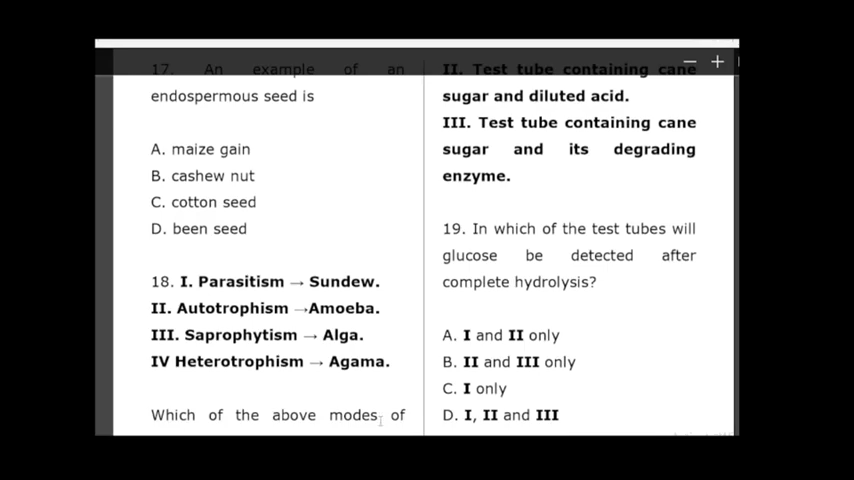 17. An example of an
endospermous seed is
A. maize gain
B. cashew nut
C. cotton seed
D. been seed
18. I. Parasitism → Sundew.
II. Autotrophism →Amoeba.
III. Saprophytism → Alga.
IV Heterotrophism → Agama.
Which of the above modes of
II. Test tube containing cane
sugar and diluted acid.
III. Test tube containing cane
sugar and its degrading
enzyme.
19. In which of the test tubes will
glucose be detected after
complete hydrolysis?
A. I and II only
B. II and III only
C. I only
D. I, II and III